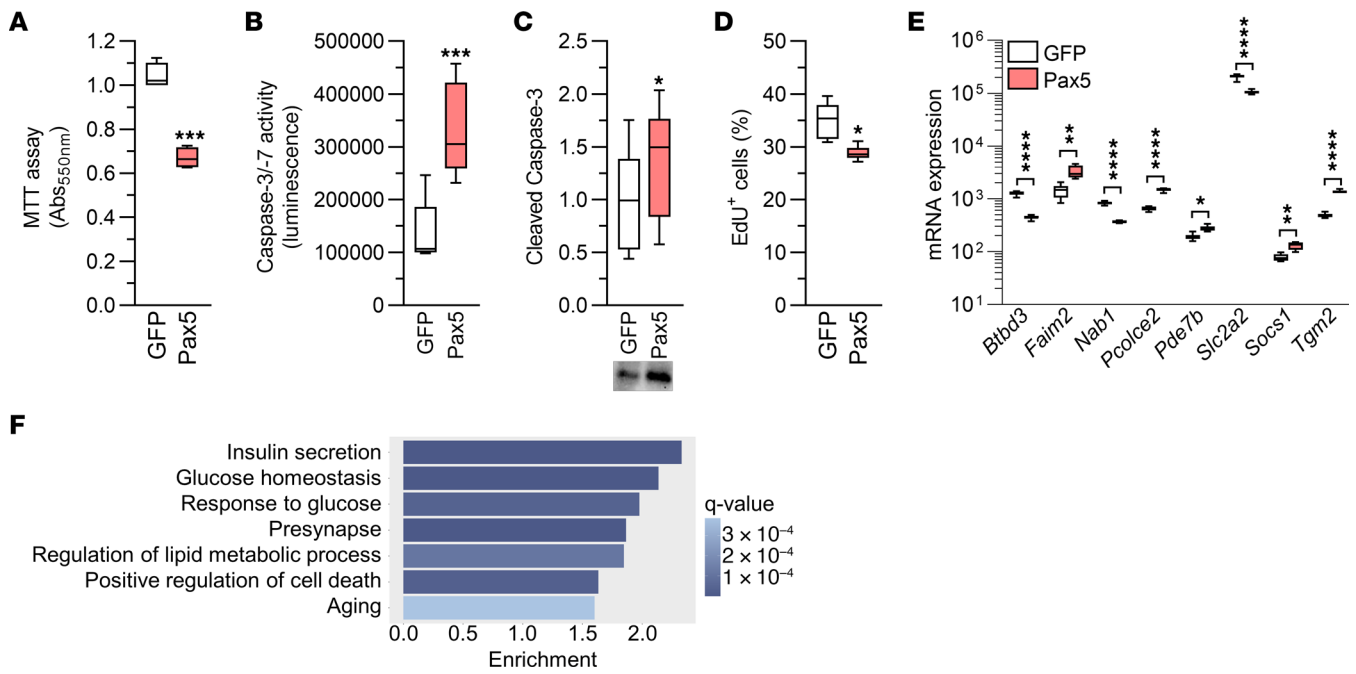 A
MTT assay
(Abs550nm)
1.2
1.0
0.8
0.6
0.4
0.2
0.0
***
GFP
Pax5
B
Caspase-3/-7 activity
(luminescence)
500000
400000
300000
200000
100000
0
***
GFP
Pax5
C
Cleaved Caspase-3
2.5
2.0
1.5
1.0
0.5
0.0
*
GFP
Pax5
D
EdU+ cells (%)
50
40
30
20
10
0
*
GFP
Pax5
E
mRNA expression
10^6
10^5
10^4
10^3
10^2
10^1
GFP
Pax5
****
**
****
****
*
****
**
****
Btbd3
Faim2
Nab1
Pcolce2
Pde7b
Slc2a2
Socs1
Tgm2
F
Insulin secretion
Glucose homeostasis
Response to glucose
Presynapse
Regulation of lipid metabolic process
Positive regulation of cell death
Aging
0.0 0.5 1.0 1.5 2.0
Enrichment
q-value
3 × 10^−4
2 × 10^−4
1 × 10^−4